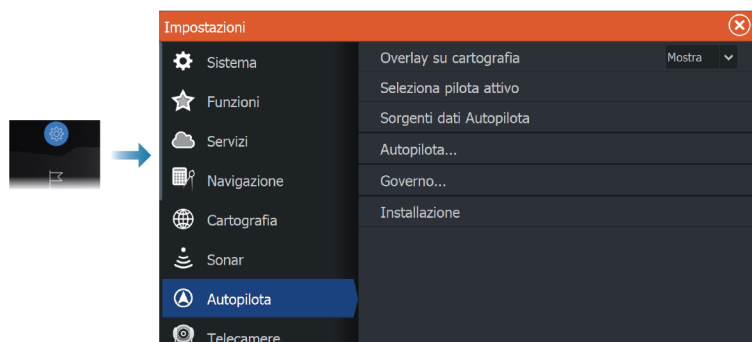 Impostazioni
Sistema
Funzioni
Servizi
Navigazione
Cartografia
Sonar
Autopilota
Telecamere
Overlay su cartografia Mostra
Seleziona pilota attivo
Sorgenti dati Autopilota
Autopilota...
Governo...
Installazione